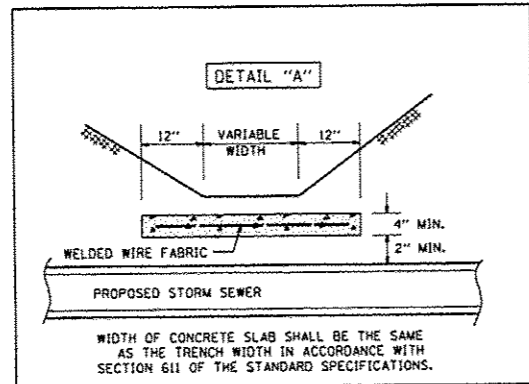 DETAIL "A"
12" VARIABLE WIDTH 12"
4" MIN.
WELDED WIRE FABRIC
2" MIN.
PROPOSED STORM SEWER
WIDTH OF CONCRETE SLAB SHALL BE THE SAME
AS THE TRENCH WIDTH IN ACCORDANCE WITH
SECTION 611 OF THE STANDARD SPECIFICATIONS.